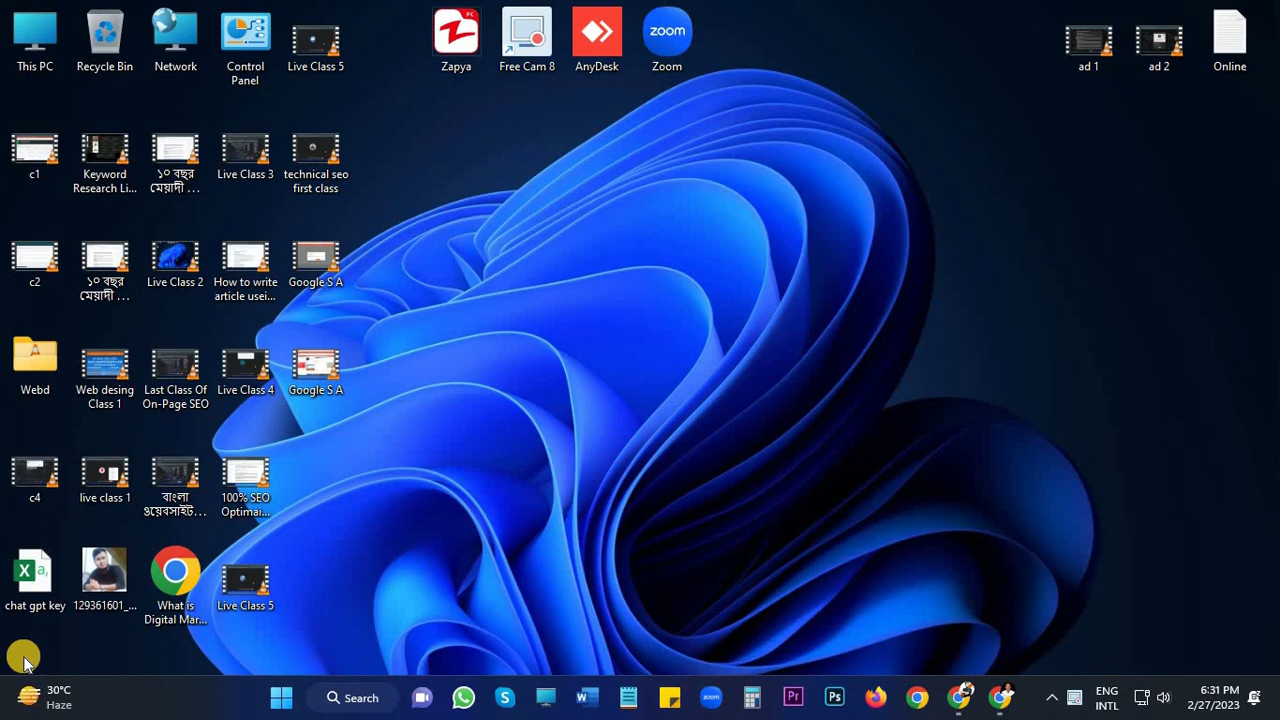 This PC
Recycle Bin
Network
Control
Panel
Live Class 5
Zapya
Free Cam 8
AnyDesk
zoom
Zoom
ad 1
ad 2
Online
c1
Keyword
Research Li...
১০ বছর
মেয়াদী ...
Live Class 3
technical seo
first class
c2
১০ বছর
মেয়াদী ...
Live Class 2
How to write
article usei...
Google S A
Webd
Web desing
Class 1
Last Class Of
On-Page SEO
Live Class 4
Google S A
c4
live class 1
বাংলা
ওয়েবসাইট...
100% SEO
Optimai...
chat gpt key
129361601_...
What is
Digital Mar...
Live Class 5
30°C
Haze
Search
zoom
Pr
Ps
ENG
INTL
6:31 PM
2/27/2023